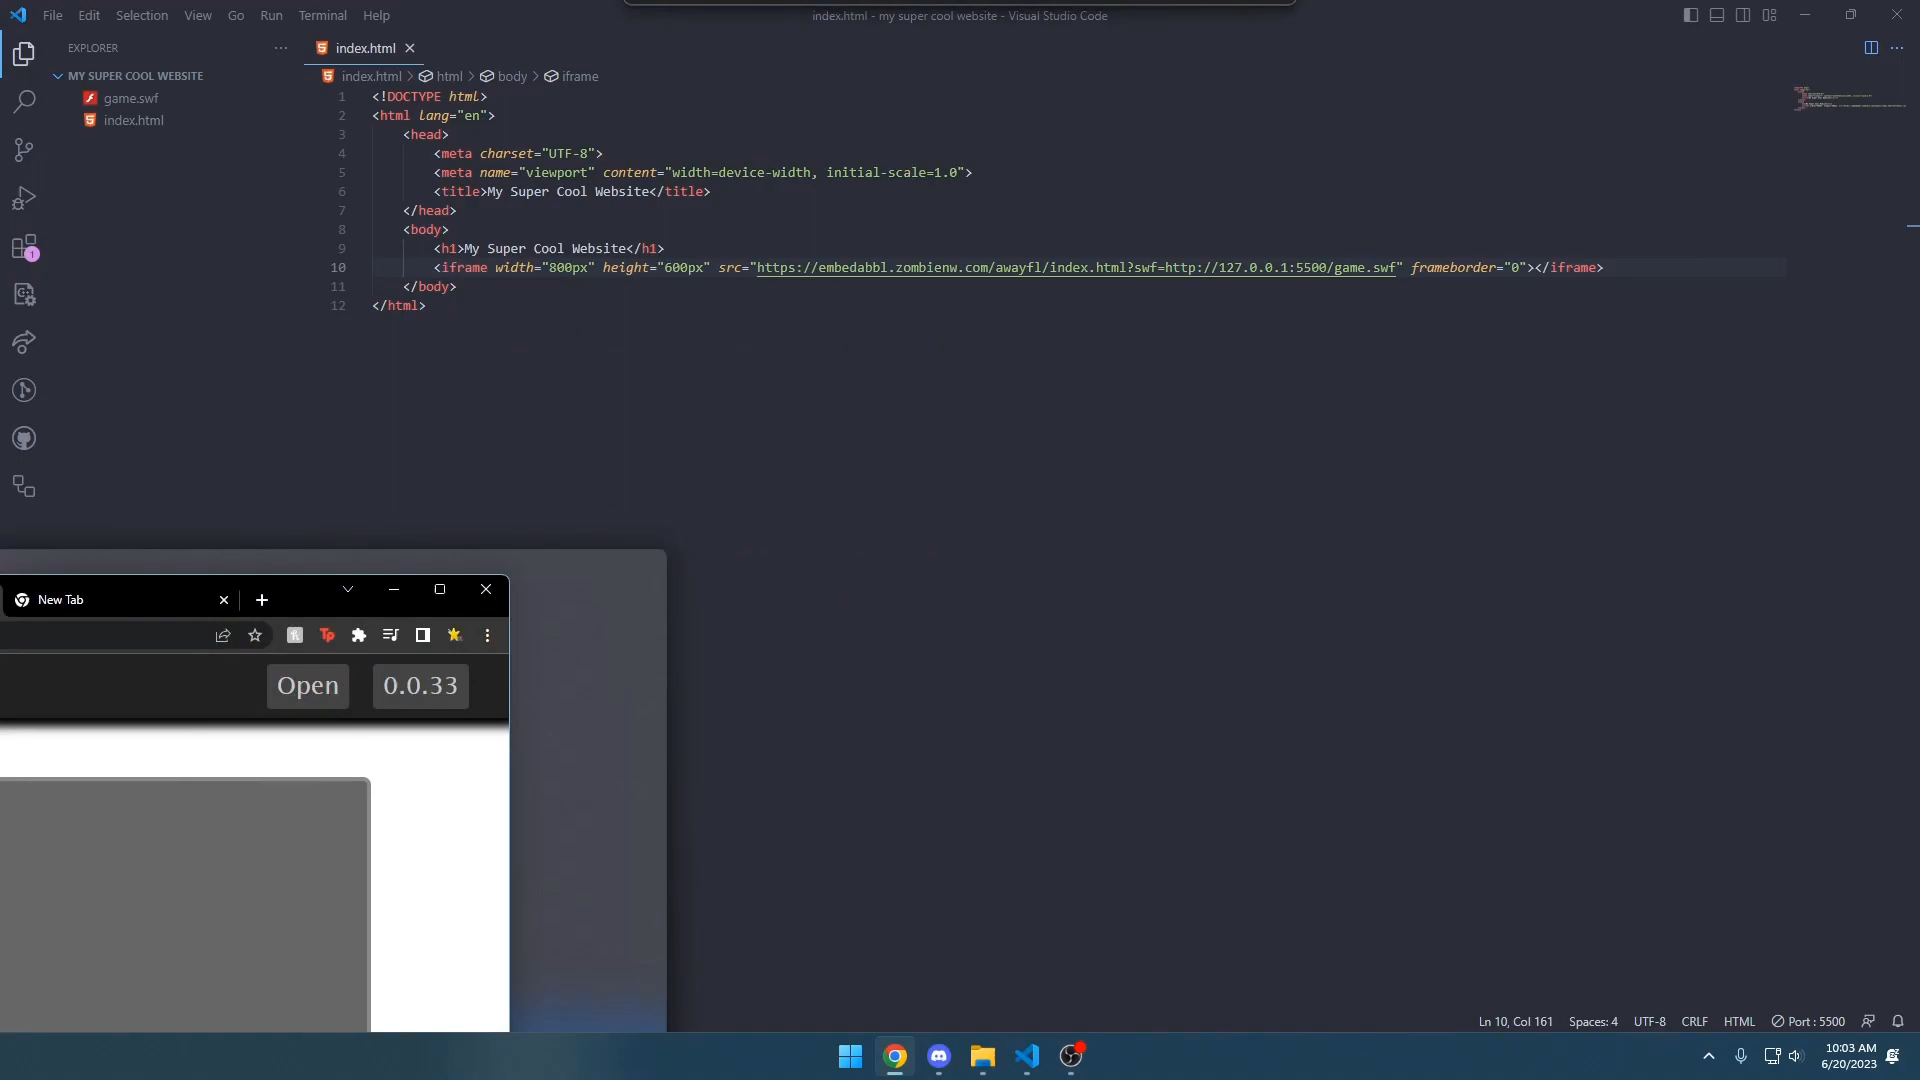 File Edit Selection View Go Run Terminal Help
index.html - my super cool website - Visual Studio Code
EXPLORER
index.html
MY SUPER COOL WEBSITE
index.html > html > body > iframe
game.swf
index.html
1 <!DOCTYPE html>
2 <html lang="en">
3 <head>
4 <meta charset="UTF-8">
5 <meta name="viewport" content="width=device-width, initial-scale=1.0">
6 <title>My Super Cool Website</title>
7 </head>
8 <body>
9 <h1>My Super Cool Website</h1>
10 <iframe width="800px" height="600px" src="https://embedabbl.zombienw.com/awayfl/index.html?swf=http://127.0.0.1:5500/game.swf" frameborder="0"></iframe>
11 </body>
12 </html>
1
New Tab
Tp
Open 0.0.33
Ln 10, Col 161 Spaces: 4 UTF-8 CRLF HTML Port : 5500
10:03 AM
6/20/2023